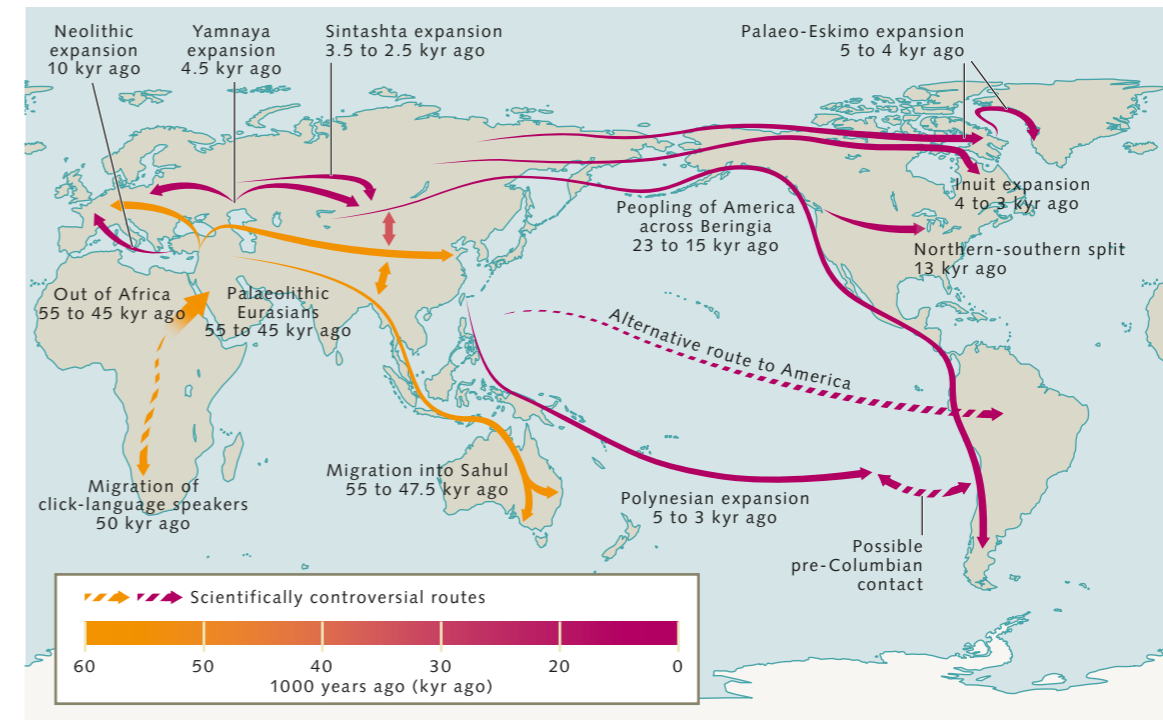 Neolithic
expansion
10 kyr ago
Yamnaya
expansion
4.5 kyr ago
Sintashta expansion
3.5 to 2.5 kyr ago
Palaeo-Eskimo expansion
5 to 4 kyr ago
Inuit expansion
4 to 3 kyr ago
Peopling of America
across Beringia
23 to 15 kyr ago
Northern-southern split
13 kyr ago
Out of Africa
55 to 45 kyr ago
Palaeolithic
Eurasians
55 to 45 kyr ago
Alternative route to America
Migration into Sahul
55 to 47.5 kyr ago
Migration of
click-language speakers
50 kyr ago
Polynesian expansion
5 to 3 kyr ago
Possible
pre-Columbian
contact
Scientifically controversial routes
60 50 40 30 20 0
1000 years ago (kyr ago)